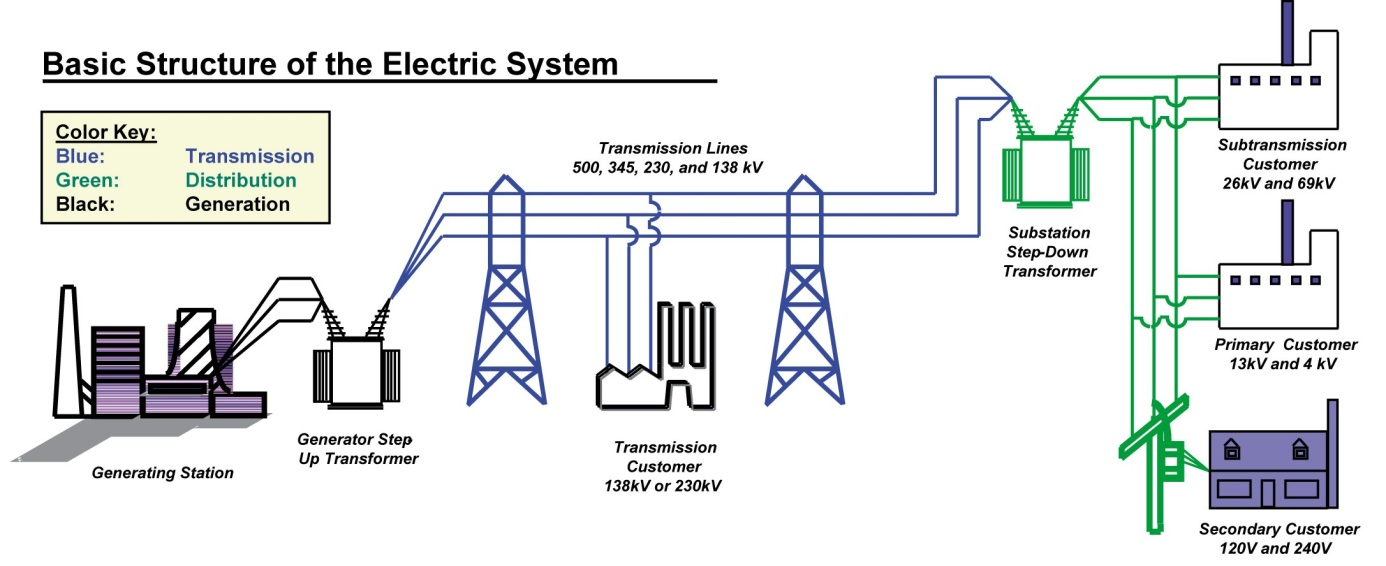 Basic Structure of the Electric System
Color Key:
Blue: Transmission
Green: Distribution
Black: Generation
Transmission Lines
500, 345, 230, and 138 kV
Subtransmission
Customer
26kV and 69kV
Substation
Step-Down
Transformer
Primary Customer
13kV and 4 kV
Generating Station
Generator Step
Up Transformer
Transmission
Customer
138kV or 230kV
Secondary Customer
120V and 240V